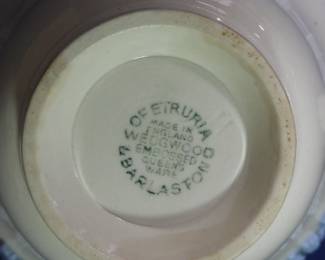 OF ETRURIA
MADE IN
ENGLAND
WEDGWOOD
EMBOSSED
QUEENS
WARE
& BARLASTON